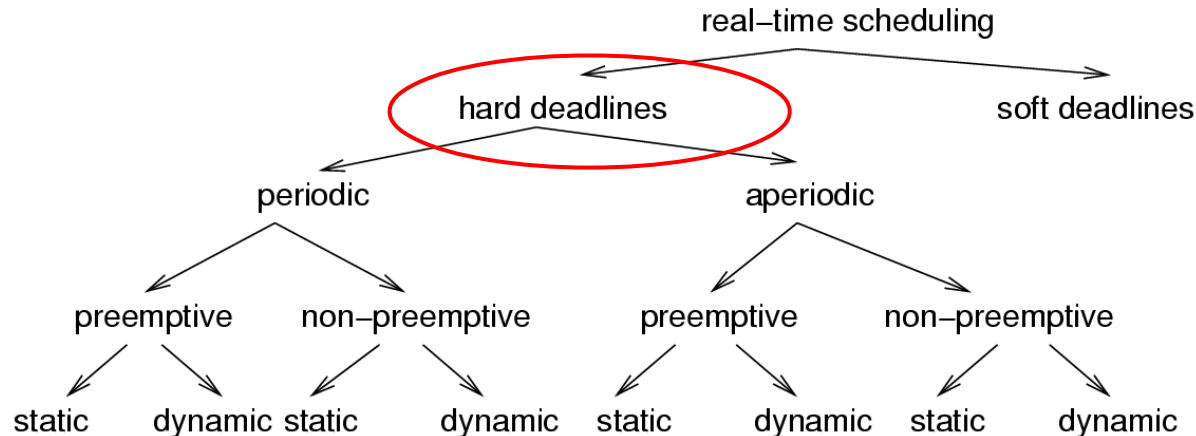 real–time scheduling
hard deadlines soft deadlines
periodic aperiodic
preemptive non–preemptive preemptive non–preemptive
static dynamic static dynamic static dynamic static dynamic